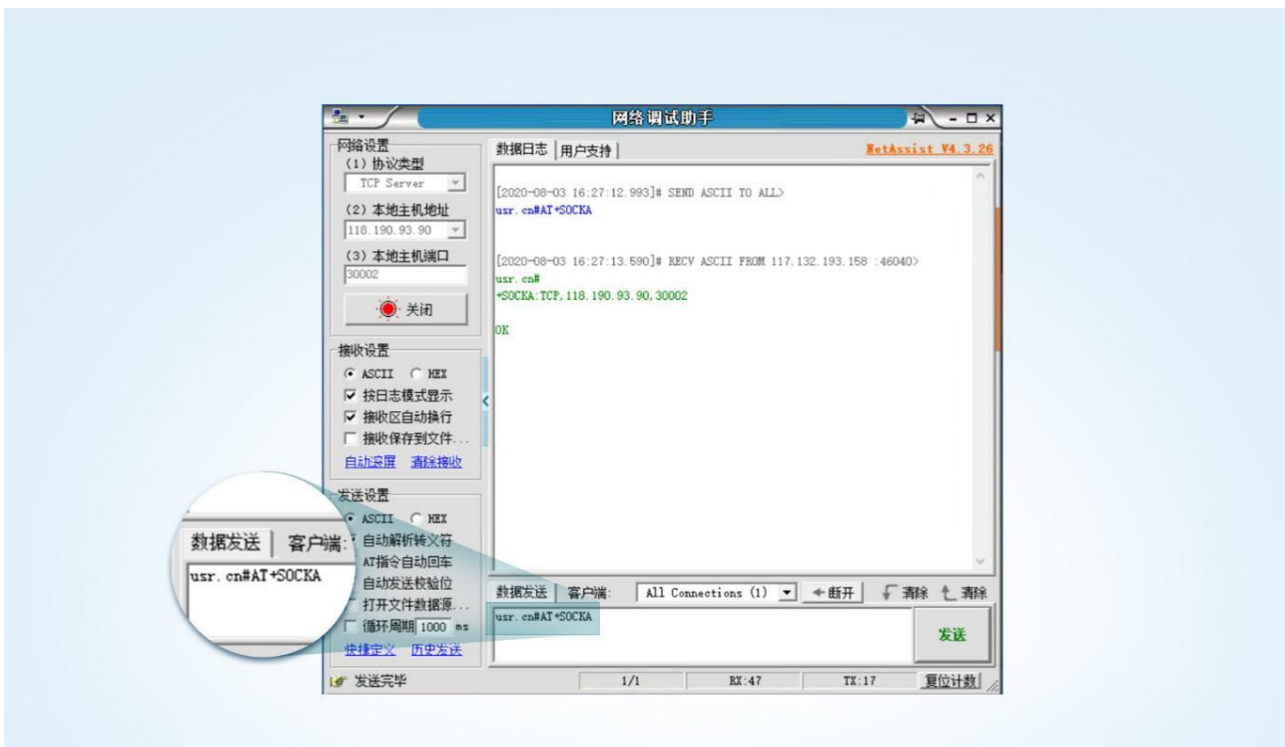 网络调试助手
网络设置
(1) 协议类型
TCP Server
(2) 本地主机地址
118.190.93.90
(3) 本地主机端口
30002
关闭
接收设置
ASCII HEX
按日志模式显示
接收区自动换行
接收保存到文件...
自动滚屏 清除接收
发送设置
ASCII HEX
自动解析转义符
AT指令自动回车
自动发送校验位
打开文件数据源...
循环周期 1000 ms
快捷定义 历史发送
数据发送 客户端:
usr.cn#AT+SOCKA
数据日志 用户支持
NetAssist V4.3.26
[2020-08-03 16:27:12.993]# SEND ASCII TO ALL>
usr.cn#AT+SOCKA
[2020-08-03 16:27:13.590]# RECV ASCII FROM 117.132.193.158 :46040>
usr.cn#
+SOCKA:TCP,118.190.93.90,30002
OK
数据发送 客户端: All Connections (1) 断开 清除 清除
usr.cn#AT+SOCKA
发送
发送完毕 1/1 RX:47 TX:17 复位计数